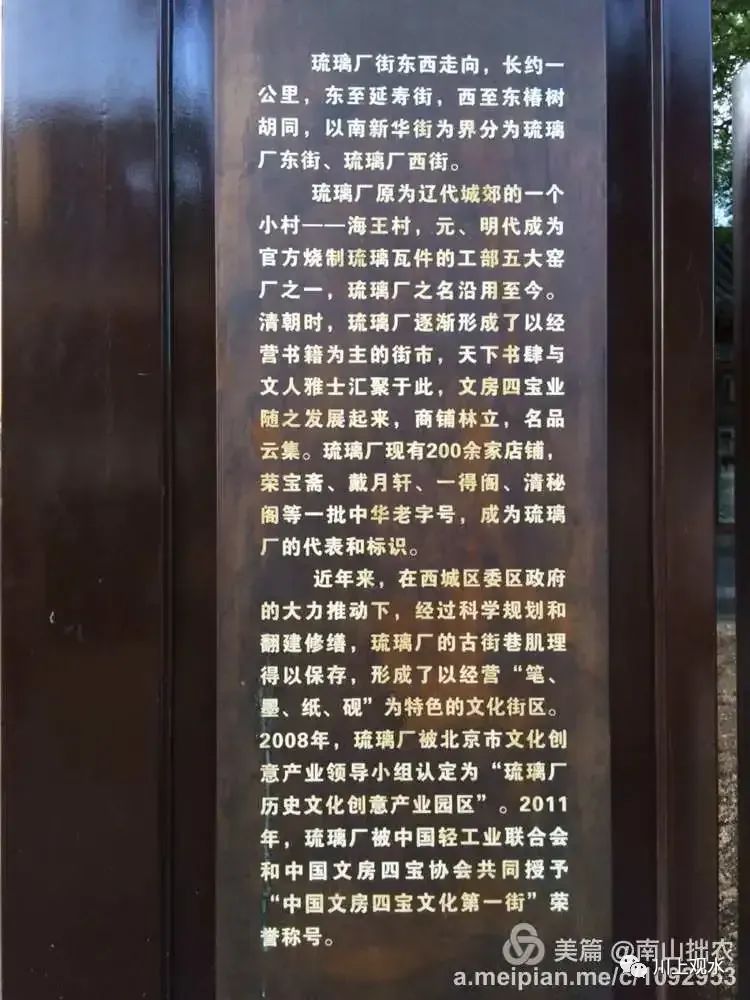 琉璃厂街东西走向，长约一
公里，东至延寿街，西至东椿树
胡同，以南新华街为界分为琉璃
厂东街、琉璃厂西街。
琉璃厂原为辽代城郊的一个
小村——海王村，元、明代成为
官方烧制琉璃瓦件的工部五大窑
厂之一，琉璃厂之名沿用至今。
清朝时，琉璃厂逐渐形成了以经
营书籍为主的街市，天下书肆与
文人雅士汇聚于此，文房四宝业
随之发展起来，商铺林立，名品
云集。琉璃厂现有200余家店铺，
荣宝斋、戴月轩、一得阁、清秘
阁等一批中华老字号，成为琉璃
厂的代表和标识。
近年来，在西城区委区政府
的大力推动下，经过科学规划和
翻建修缮，琉璃厂的古街巷肌理
得以保存，形成了以经营“笔、
墨、纸、砚”为特色的文化街区。
2008年，琉璃厂被北京市文化创
意产业领导小组认定为“琉璃厂
历史文化创意产业园区”。2011
年，琉璃厂被中国轻工业联合会
和中国文房四宝协会共同授予
“中国文房四宝文化第一街”荣
誉称号。
美篇 @南山拙农
川上观水
a.meipian.me/c/1092953